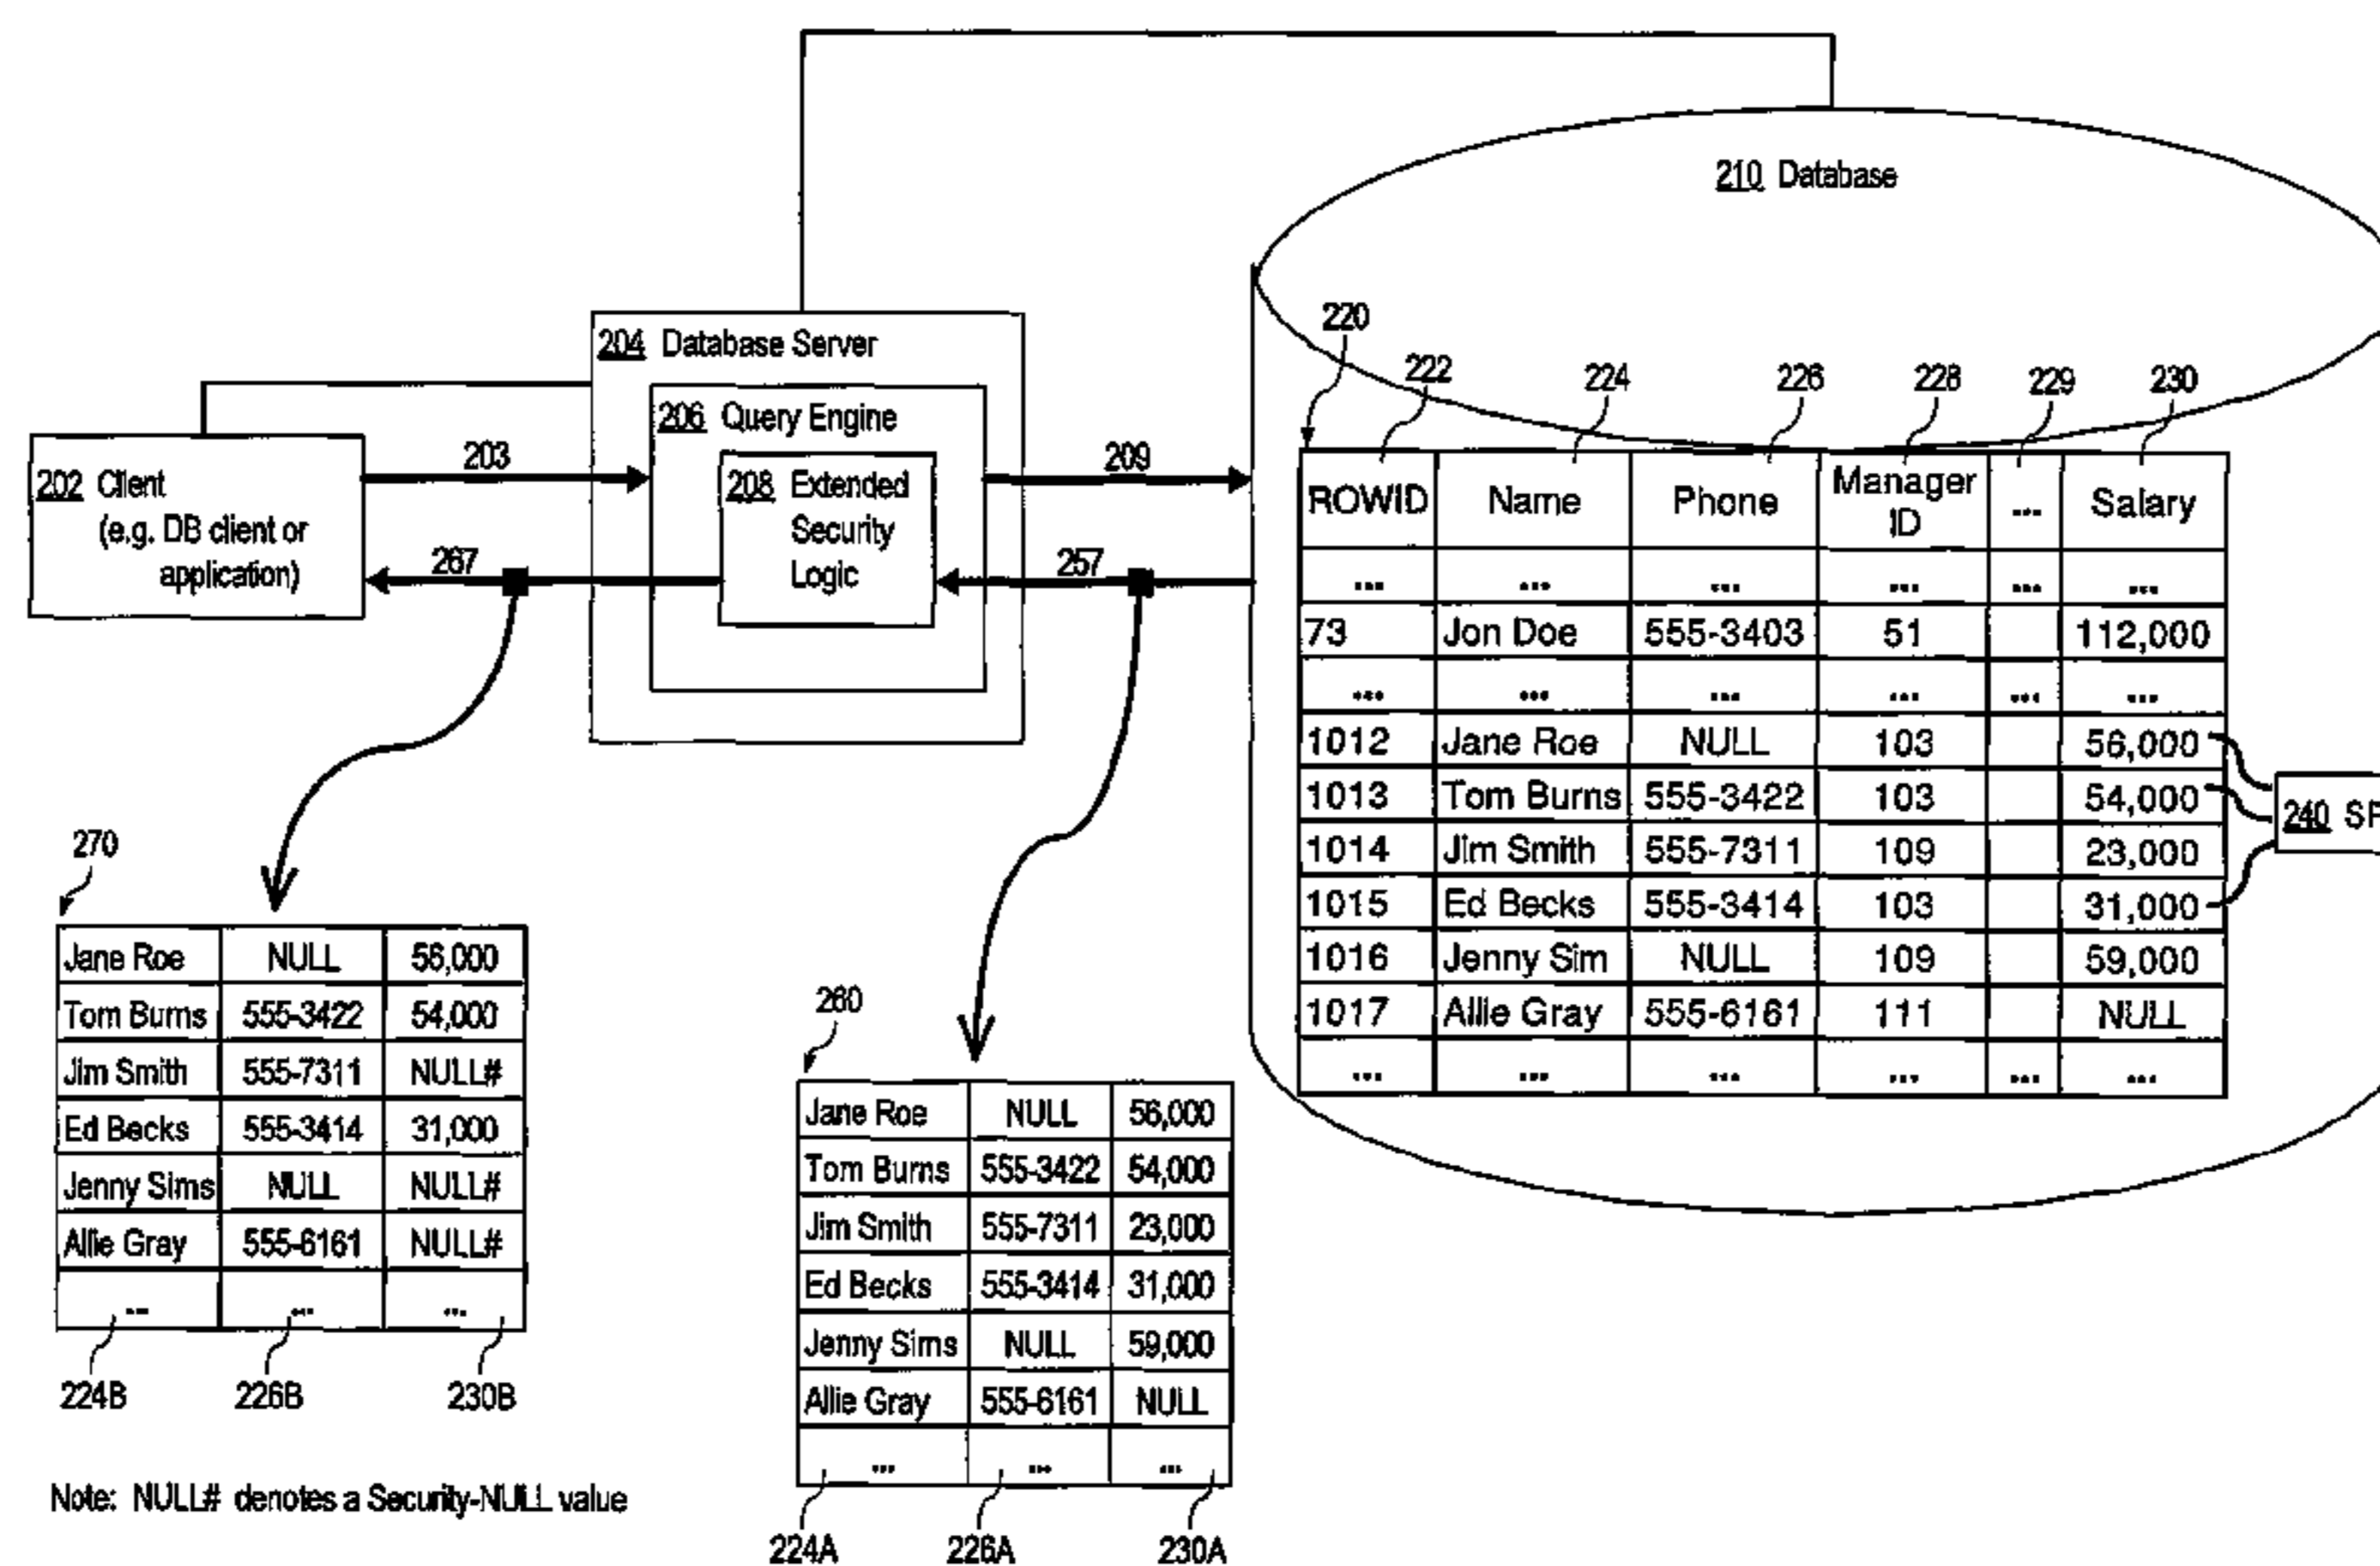 210 Database
204 Database Server
206 Query Engine
208 Extended
Security
Logic
202 Client
(e.g. DB client or
application)
203
267
209
257
220
222
224
226
228
229
230
ROWID Name Phone Manager ID ... Salary
... ... ... ... ... ...
73 Jon Doe 555-3403 51 112,000
... ... ... ... ... ...
1012 Jane Roe NULL 103 56,000
1013 Tom Burns 555-3422 103 54,000
1014 Jim Smith 555-7311 109 23,000
1015 Ed Becks 555-3414 103 31,000
1016 Jenny Sim NULL 109 59,000
1017 Allie Gray 555-6161 111 NULL
... ... ... ... ... ...
240
270
Jane Roe NULL 56,000
Tom Burns 555-3422 54,000
Jim Smith 555-7311 NULL#
Ed Becks 555-3414 31,000
Jenny Sims NULL NULL#
Allie Gray 555-6161 NULL#
... ... ...
224B 226B 230B
260
Jane Roe NULL 56,000
Tom Burns 555-3422 54,000
Jim Smith 555-7311 23,000
Ed Becks 555-3414 31,000
Jenny Sims NULL 59,000
Allie Gray 555-6161 NULL
... ... ...
224A 226A 230A
Note: NULL# denotes a Security-NULL value